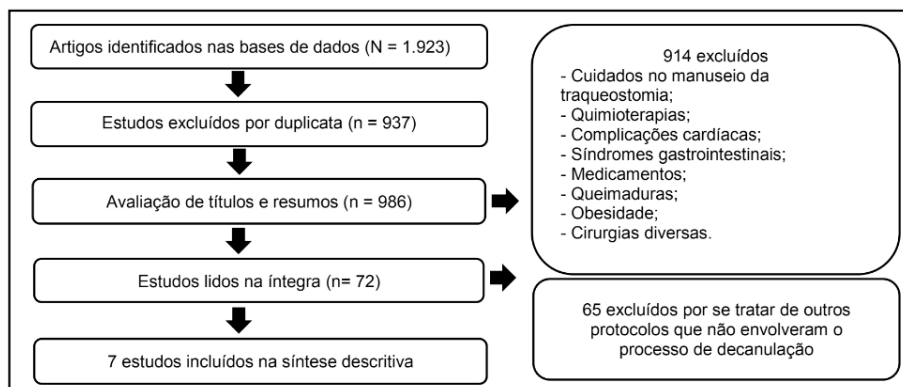 Artigos identificados nas bases de dados (N = 1.923)
Estudos excluídos por duplicata (n = 937)
Avaliação de títulos e resumos (n = 986)
Estudos lidos na íntegra (n= 72)
7 estudos incluídos na síntese descritiva
914 excluídos
- Cuidados no manuseio da
traqueostomia;
- Quimioterapias;
- Complicações cardíacas;
- Síndromes gastrointestinais;
- Medicamentos;
- Queimaduras;
- Obesidade;
- Cirurgias diversas.
65 excluídos por se tratar de outros
protocolos que não envolveram o
processo de decanulação